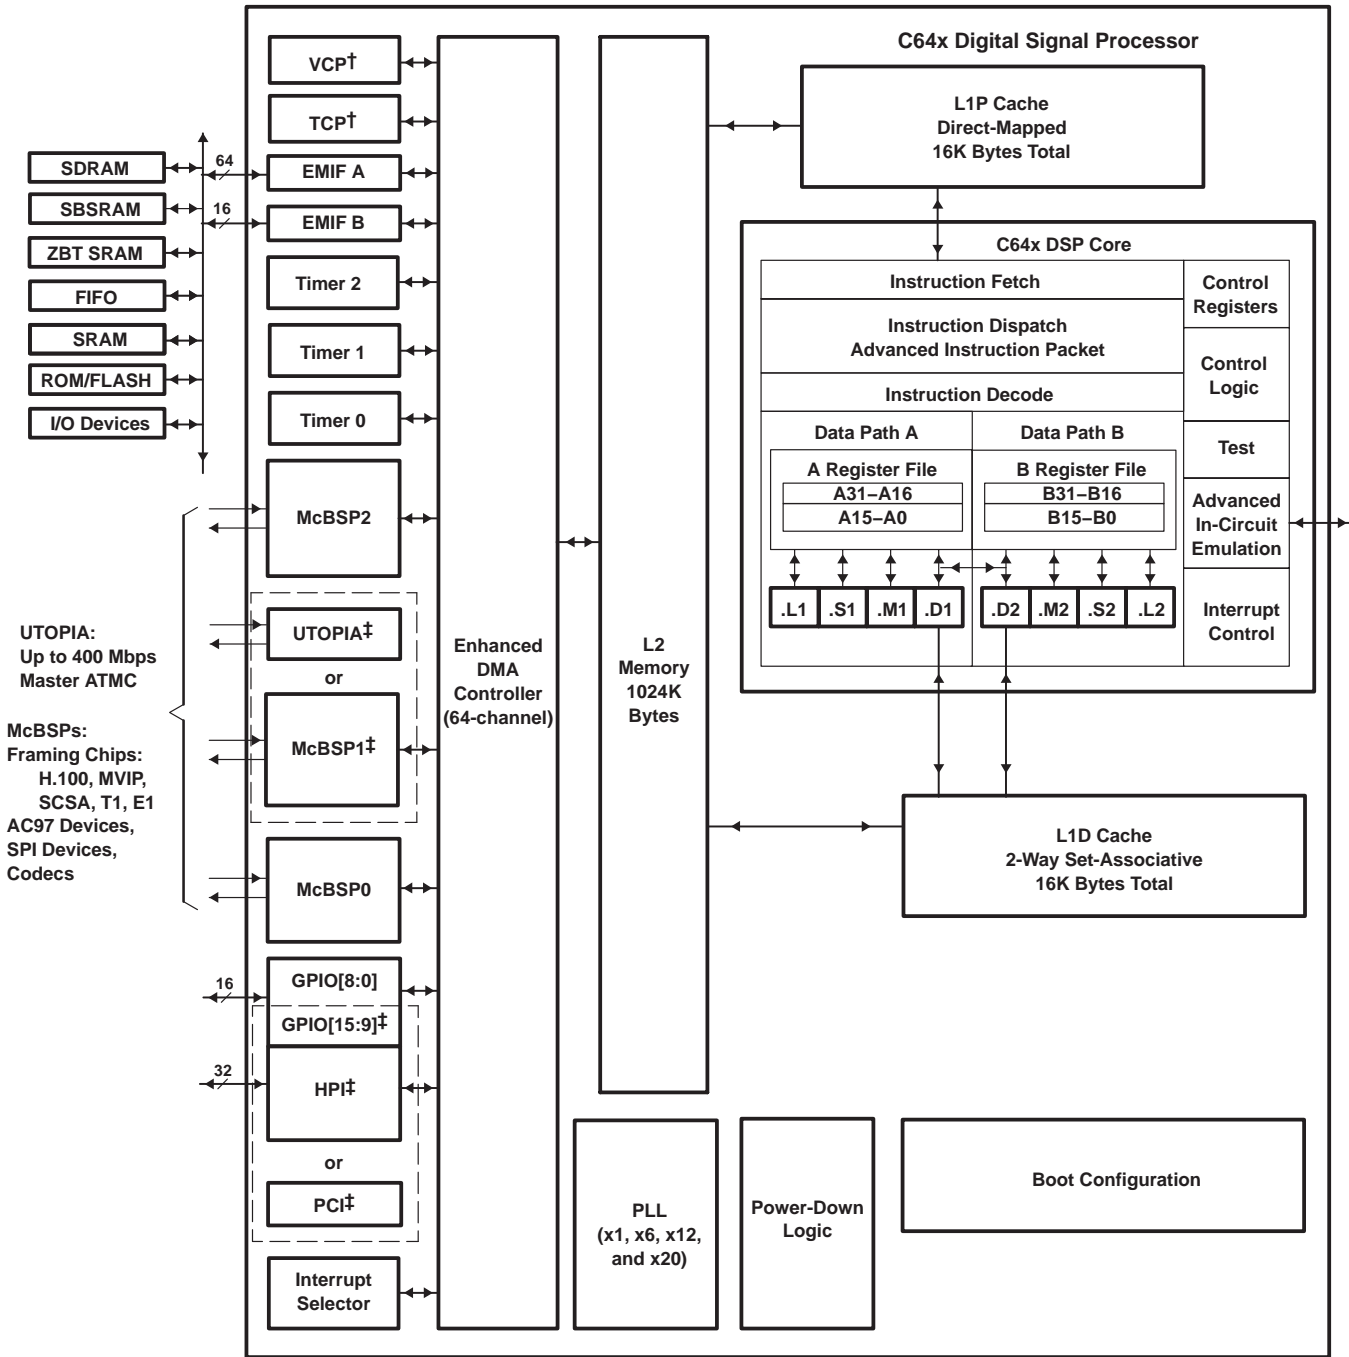 C64x Digital Signal Processor
VCP†
TCP†
EMIF A
EMIF B
Timer 2
Timer 1
Timer 0
McBSP2
UTOPIA‡
or
McBSP1‡
McBSP0
GPIO[8:0]
GPIO[15:9]‡
HPI‡
or
PCI‡
Interrupt
Selector
64
16
16
32
SDRAM
SBSRAM
ZBT SRAM
FIFO
SRAM
ROM/FLASH
I/O Devices
UTOPIA:
Up to 400 Mbps
Master ATMC
McBSPs:
Framing Chips:
H.100, MVIP,
SCSA, T1, E1
AC97 Devices,
SPI Devices,
Codecs
Enhanced
DMA
Controller
(64-channel)
L2
Memory
1024K
Bytes
L1P Cache
Direct-Mapped
16K Bytes Total
C64x DSP Core
Instruction Fetch
Instruction Dispatch
Advanced Instruction Packet
Instruction Decode
Data Path A
Data Path B
A Register File
A31–A16
A15–A0
B Register File
B31–B16
B15–B0
.L1
.S1
.M1
.D1
.D2
.M2
.S2
.L2
Control
Registers
Control
Logic
Test
Advanced
In-Circuit
Emulation
Interrupt
Control
L1D Cache
2-Way Set-Associative
16K Bytes Total
PLL
(x1, x6, x12,
and x20)
Power-Down
Logic
Boot Configuration